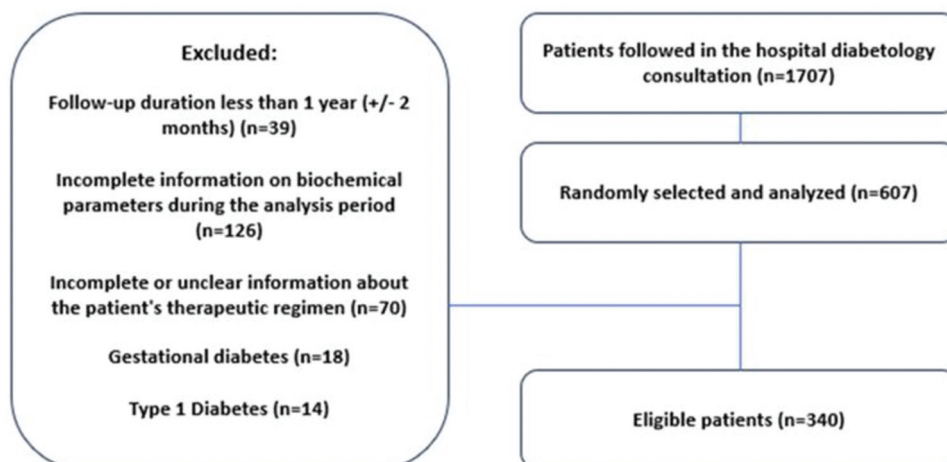 Excluded:
Follow-up duration less than 1 year (+/- 2
months) (n=39)
Incomplete information on biochemical
parameters during the analysis period
(n=126)
Incomplete or unclear information about
the patient's therapeutic regimen (n=70)
Gestational diabetes (n=18)
Type 1 Diabetes (n=14)
Patients followed in the hospital diabetology
consultation (n=1707)
Randomly selected and analyzed (n=607)
Eligible patients (n=340)